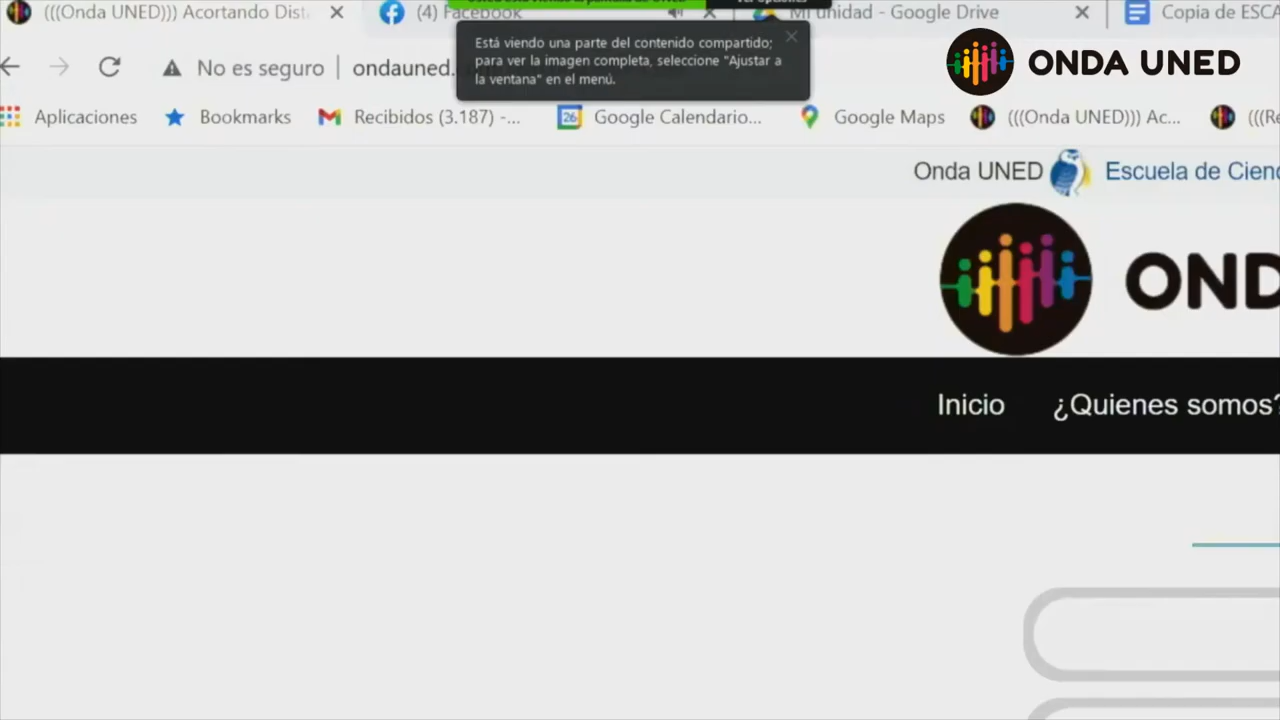 (((Onda UNED))) Acortando Dist
(4) Facebook
Mi unidad - Google Drive
Copia de ESCA
No es seguro
ondauned.
Está viendo una parte del contenido compartido;
para ver la imagen completa, seleccione "Ajustar a
la ventana" en el menú.
ONDA UNED
Aplicaciones
Bookmarks
Recibidos (3.187) -...
26
Google Calendario...
Google Maps
(((Onda UNED))) Ac...
(((Re
Onda UNED
Escuela de Cienc
OND
Inicio
¿Quienes somos?